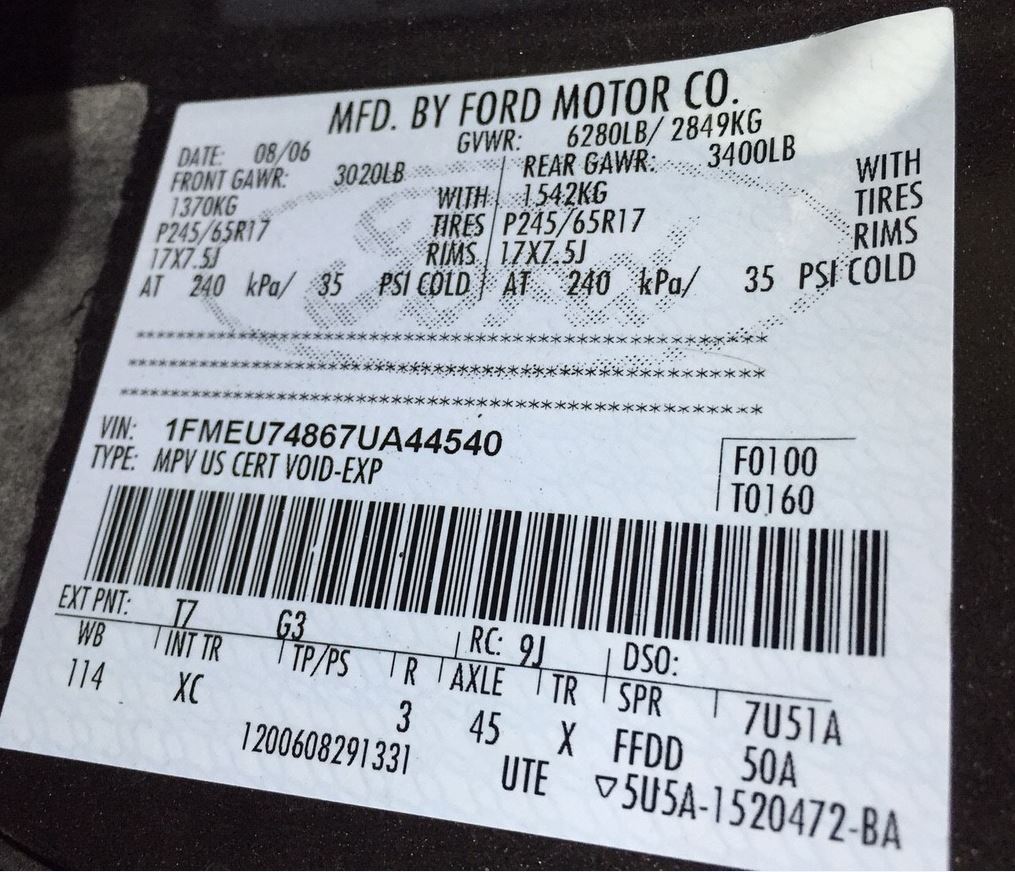 MFD. BY FORD MOTOR CO.
DATE: 08/06 GVWR: 6280LB/ 2849KG
FRONT GAWR: 3020LB REAR GAWR: 3400LB
1370KG WITH 1542KG WITH
P245/65R17 TIRES P245/65R17 TIRES
17X7.5J RIMS 17X7.5J RIMS
AT 240 kPa/ 35 PSI COLD AT 240 kPa/ 35 PSI COLD
VIN: 1FMEU74867UA44540
TYPE: MPV US CERT VOID-EXP
F0100
T0160
EXT PNT: T7 G3 RC: 9J DSO:
WB INT TR TP/PS R AXLE TR SPR 7U51A
114 XC 3 45 X FFDD 50A
1200608291331 UTE ▽5U5A-1520472-BA